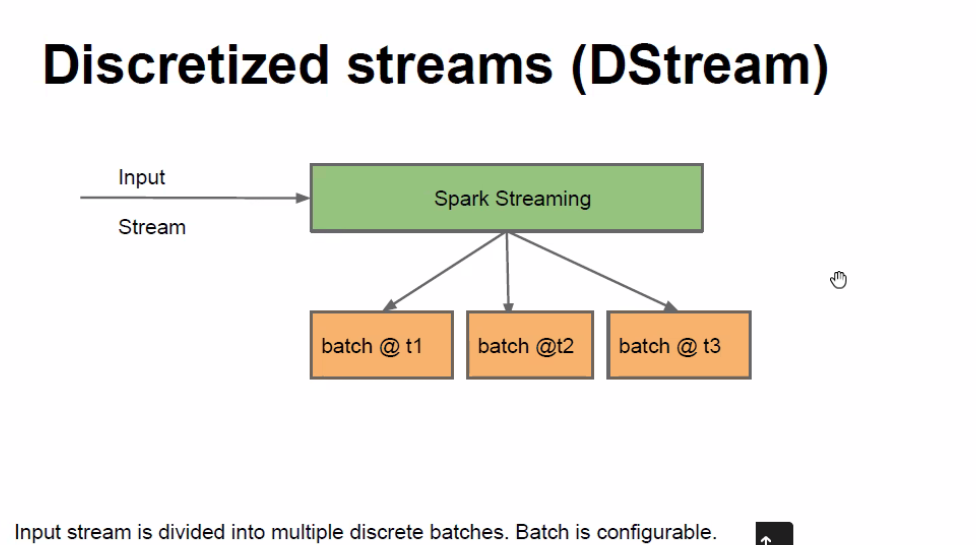 Discretized streams (DStream)
Input
Stream
Spark Streaming
batch @ t1
batch @t2
batch @ t3
Input stream is divided into multiple discrete batches. Batch is configurable.